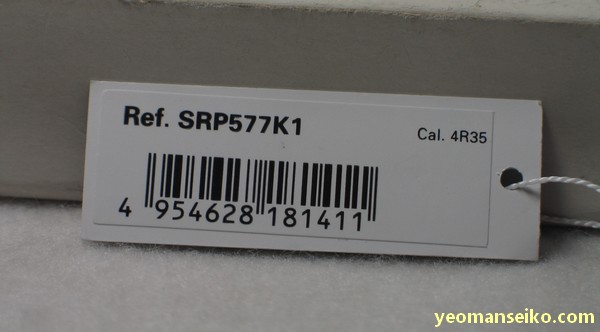 Ref. SRP577K1
Cal. 4R35
4 954628 181411
yeomanseiko.com